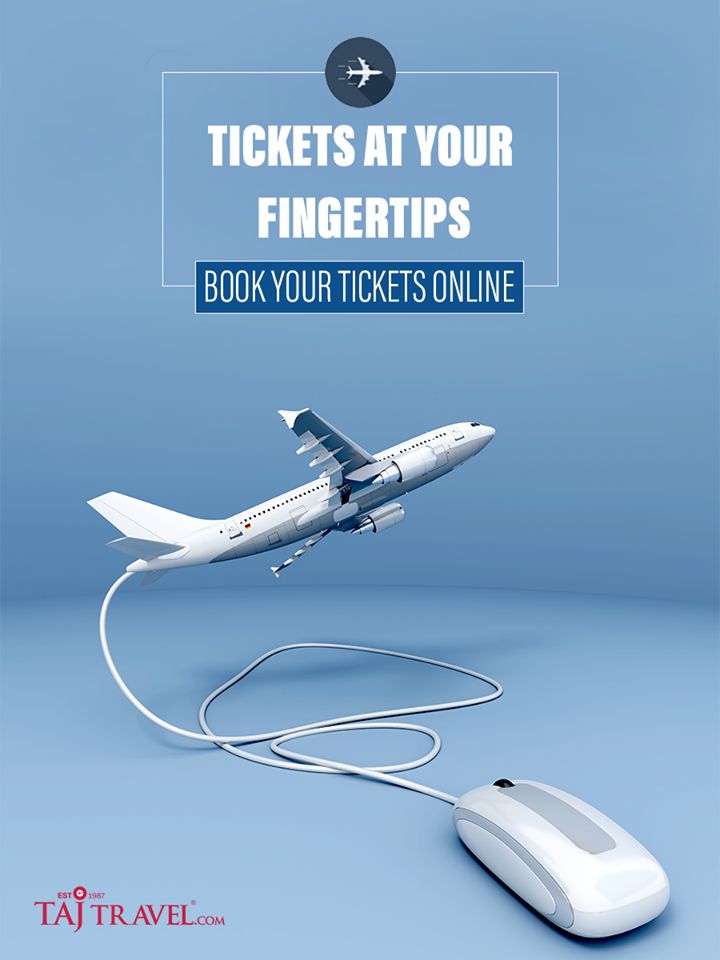 TICKETS AT YOUR
FINGERTIPS
BOOK YOUR TICKETS ONLINE
EST 1987
TAJ TRAVEL®.COM